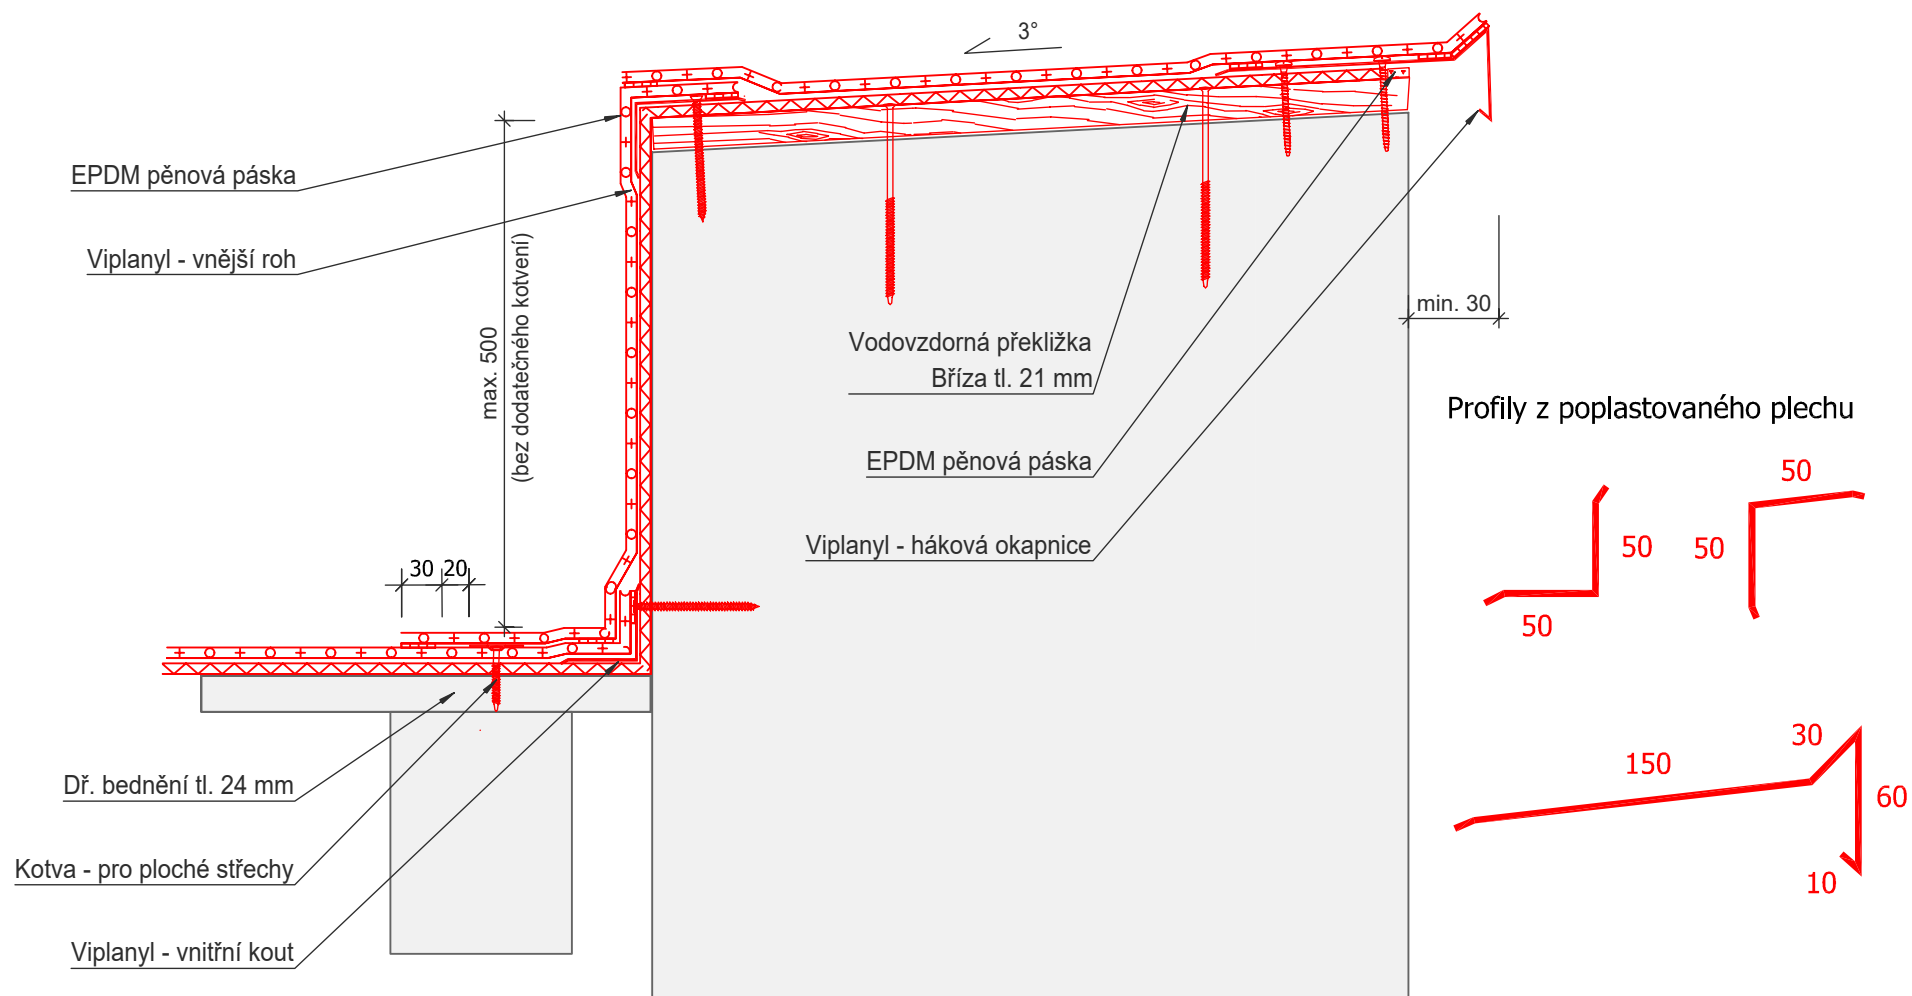 3°
EPDM pěnová páska
Viplanyl - vnější roh
max. 500
(bez dodatečného kotvení)
min. 30
Vodovzdorná překližka
Bříza tl. 21 mm
EPDM pěnová páska
Viplanyl - háková okapnice
30
20
Dř. bednění tl. 24 mm
Kotva - pro ploché střechy
Viplanyl - vnitřní kout
Profily z poplastovaného plechu
50
50
50
50
150
30
60
10